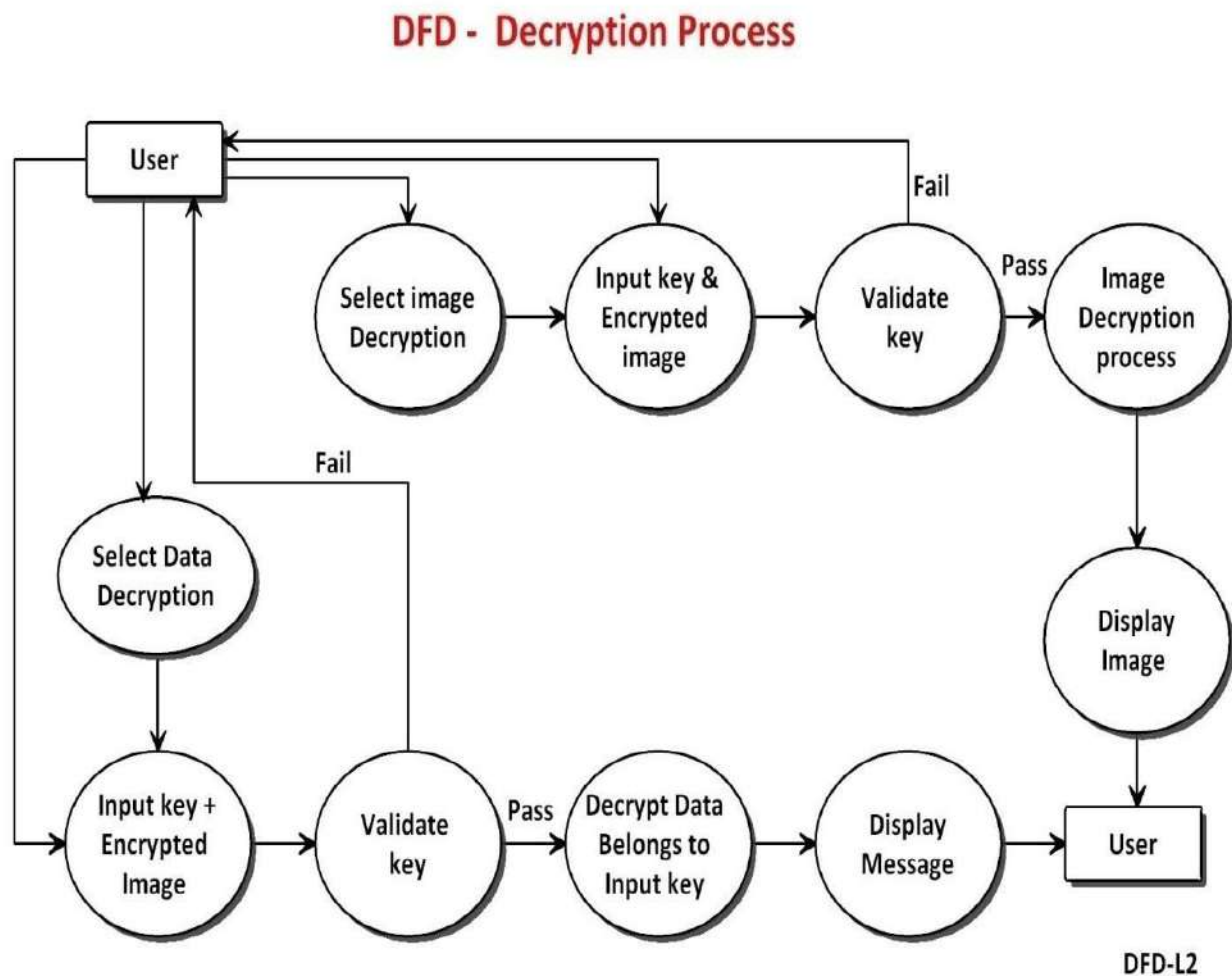 DFD - Decryption Process
User
Fail
Select image
Decryption
Input key &
Encrypted
image
Validate
key
Pass
Image
Decryption
process
Fail
Select Data
Decryption
Display
Image
Input key +
Encrypted
Image
Validate
key
Pass
Decrypt Data
Belongs to
Input key
Display
Message
User
DFD-L2